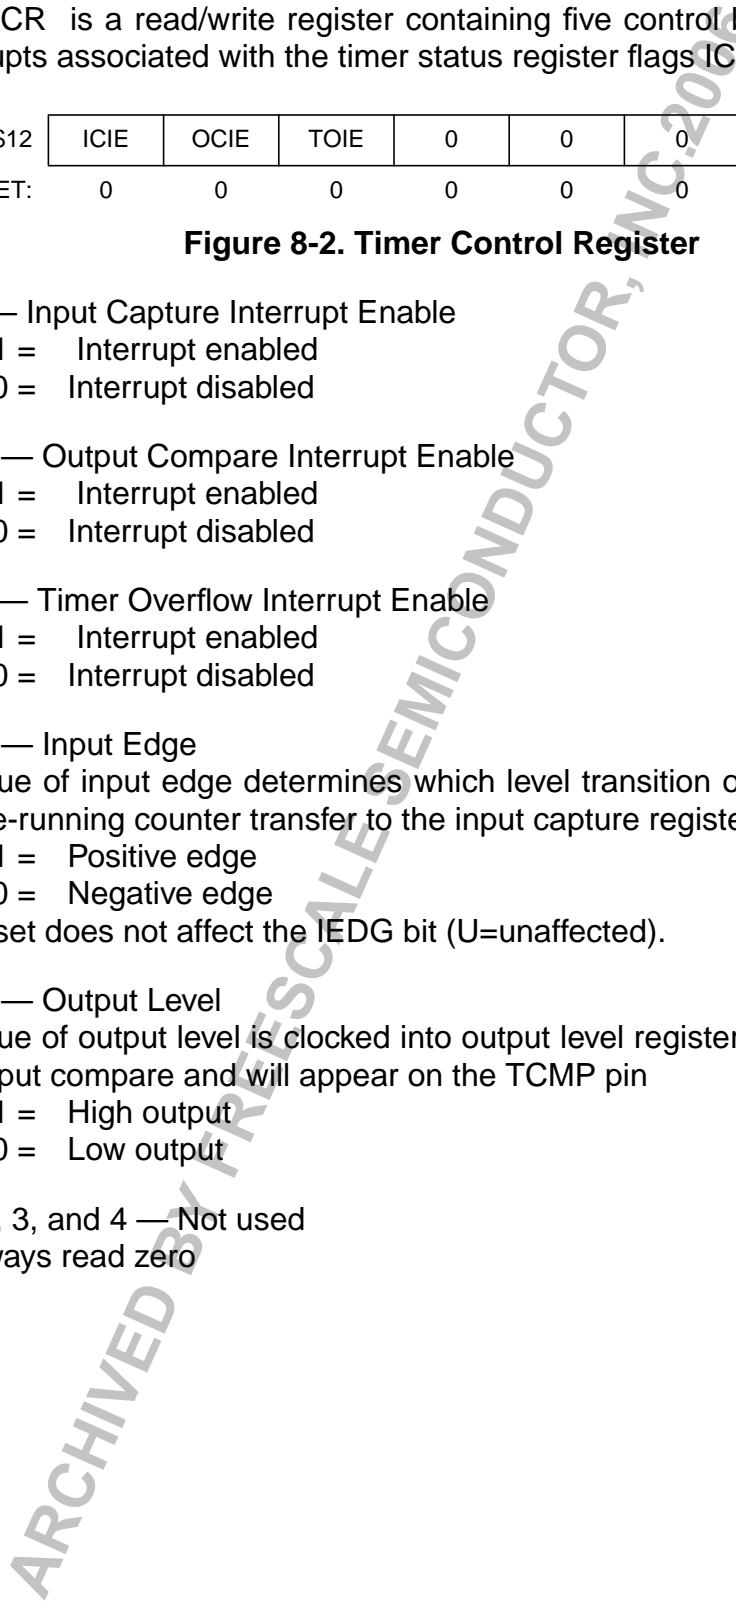 CR is a read/write register containing five control
upts associated with the timer status register flags IC
$12 ICIE OCIE TOIE 0 0 0
ET: 0 0 0 0 0 0
Figure 8-2. Timer Control Register
— Input Capture Interrupt Enable
1 = Interrupt enabled
0 = Interrupt disabled
— Output Compare Interrupt Enable
1 = Interrupt enabled
0 = Interrupt disabled
— Timer Overflow Interrupt Enable
1 = Interrupt enabled
0 = Interrupt disabled
— Input Edge
ue of input edge determines which level transition o
e-running counter transfer to the input capture registe
1 = Positive edge
0 = Negative edge
set does not affect the IEDG bit (U=unaffected).
— Output Level
ue of output level is clocked into output level register
put compare and will appear on the TCMP pin
1 = High output
0 = Low output
, 3, and 4 — Not used
ways read zero
ARCHIVED BY FREESCALE SEMICONDUCTOR, INC.2006